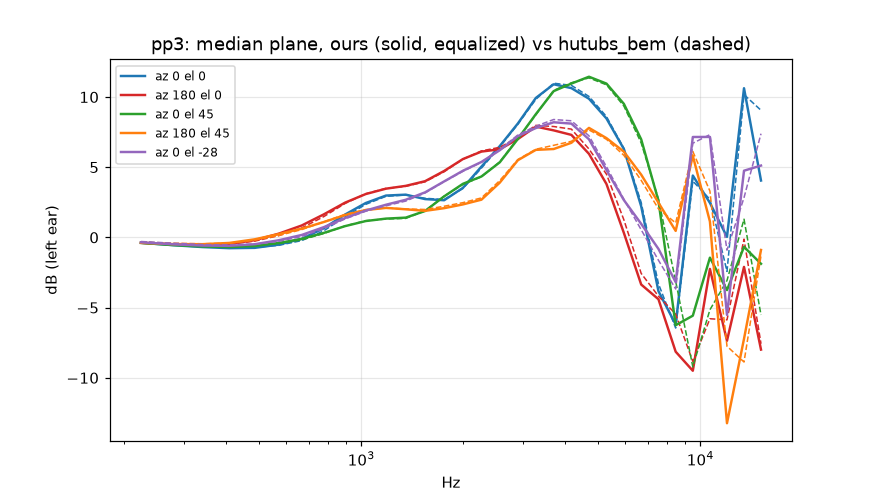 pp3: median plane, ours (solid, equalized) vs hutubs_bem (dashed)
az 0 el 0
az 180 el 0
az 0 el 45
az 180 el 45
az 0 el -28
dB (left ear)
10
5
0
−5
−10
10³
10⁴
Hz